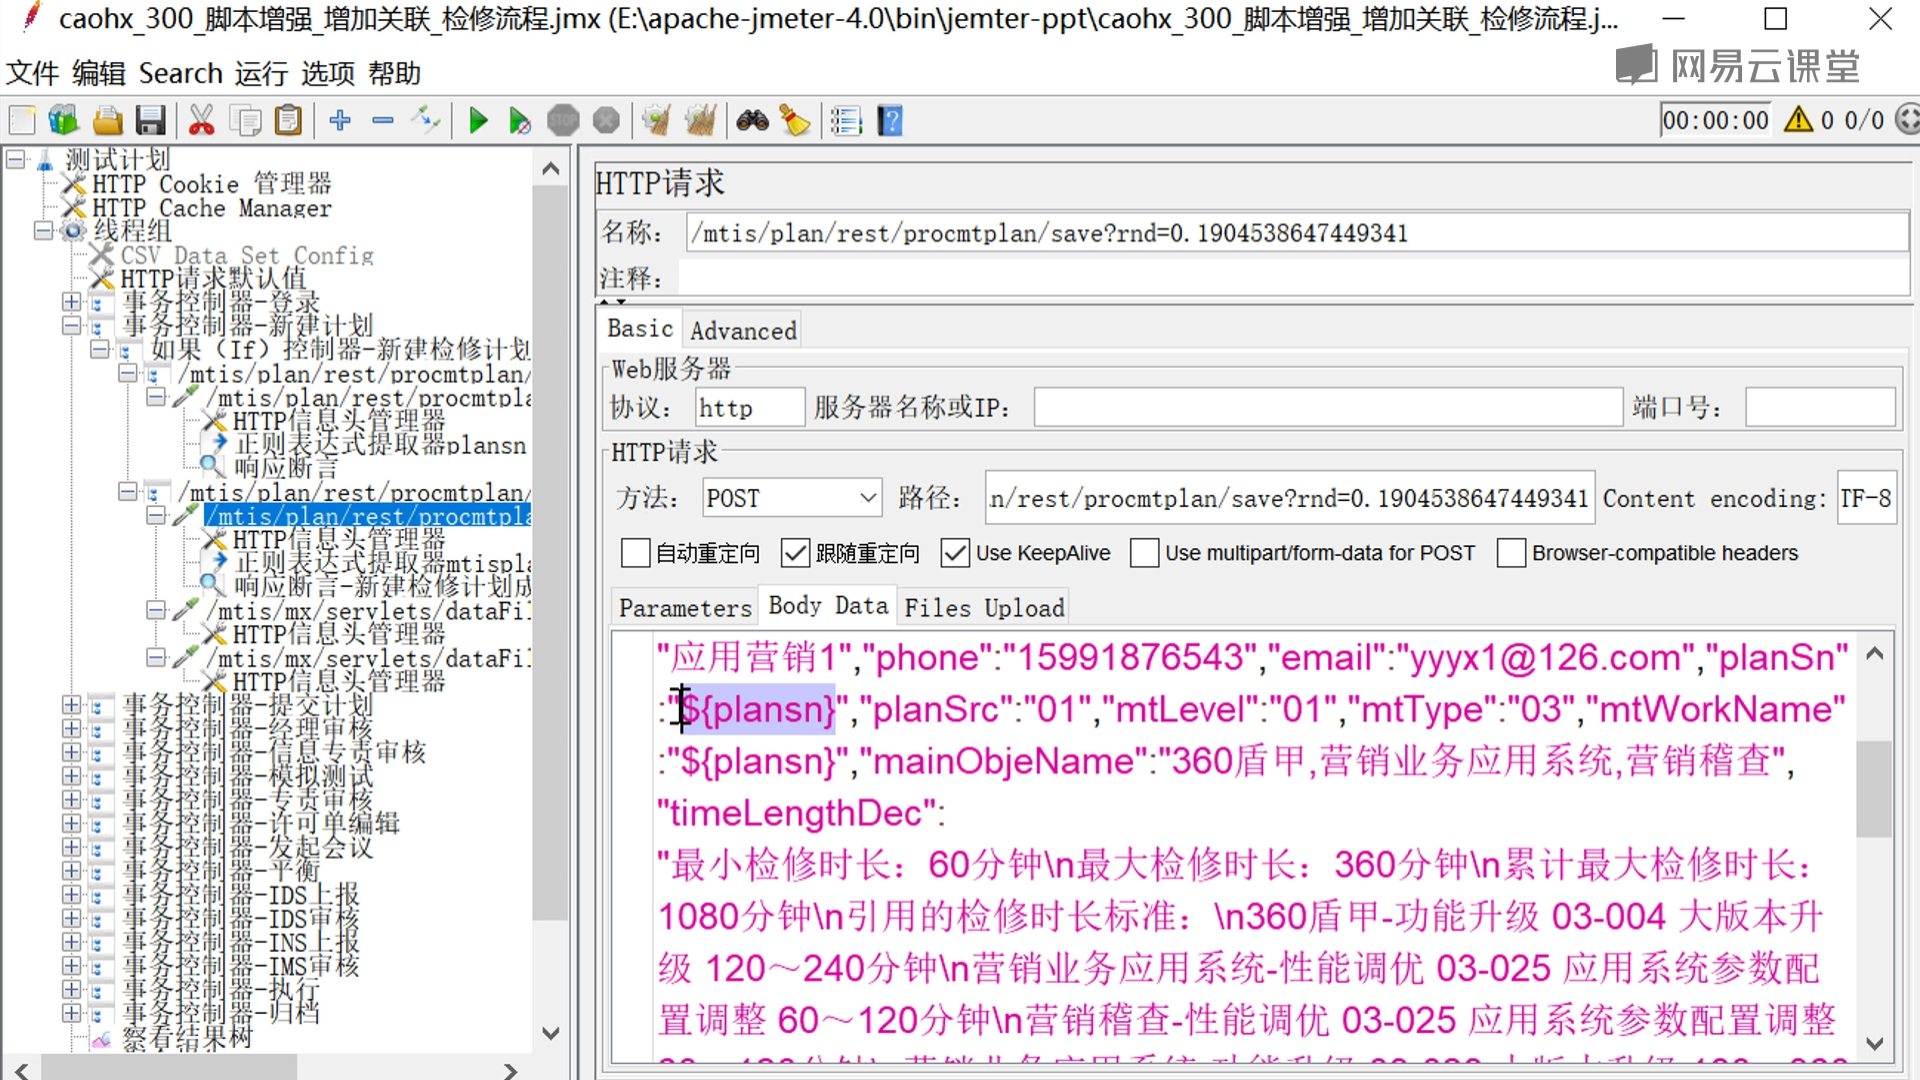 caohx_300_脚本增强_增加关联_检修流程.jmx (E:\apache-jmeter-4.0\bin\jemter-ppt\caohx_300_脚本增强_增加关联_检修流程.j...
文件 编辑 Search 运行 选项 帮助
网易云课堂
STOP
00:00:00 0 0/0
测试计划
HTTP Cookie 管理器
HTTP Cache Manager
线程组
CSV Data Set Config
HTTP请求默认值
事务控制器-登录
事务控制器-新建计划
如果（If）控制器-新建检修计划
/mtis/plan/rest/procmtplan/
/mtis/plan/rest/procmtpla
HTTP信息头管理器
正则表达式提取器plansn
响应断言
/mtis/plan/rest/procmtplan/
/mtis/plan/rest/procmtpla
HTTP信息头管理器
正则表达式提取器mtispla
响应断言-新建检修计划成
/mtis/mx/servlets/dataFil
HTTP信息头管理器
/mtis/mx/servlets/dataFil
HTTP信息头管理器
事务控制器-提交计划
事务控制器-经理审核
事务控制器-信息专责审核
事务控制器-模拟测试
事务控制器-专责审核
事务控制器-许可单编辑
事务控制器-发起会议
事务控制器-平衡
事务控制器-IDS上报
事务控制器-IDS审核
事务控制器-INS上报
事务控制器-IMS审核
事务控制器-执行
事务控制器-归档
察看结果树
HTTP请求
名称： /mtis/plan/rest/procmtplan/save?rnd=0.1904538647449341
注释：
Basic Advanced
Web服务器
协议： http 服务器名称或IP： 端口号：
HTTP请求
方法： POST 路径： n/rest/procmtplan/save?rnd=0.1904538647449341 Content encoding: TF-8
自动重定向 跟随重定向 Use KeepAlive Use multipart/form-data for POST Browser-compatible headers
Parameters Body Data Files Upload
"应用营销1","phone":"15991876543","email":"yyyx1@126.com","planSn"
:"${plansn}","planSrc":"01","mtLevel":"01","mtType":"03","mtWorkName"
:"${plansn}","mainObjeName":"360盾甲,营销业务应用系统,营销稽查",
"timeLengthDec":
"最小检修时长：60分钟\n最大检修时长：360分钟\n累计最大检修时长：
1080分钟\n引用的检修时长标准：\n360盾甲-功能升级 03-004 大版本升
级 120～240分钟\n营销业务应用系统-性能调优 03-025 应用系统参数配
置调整 60～120分钟\n营销稽查-性能调优 03-025 应用系统参数配置调整